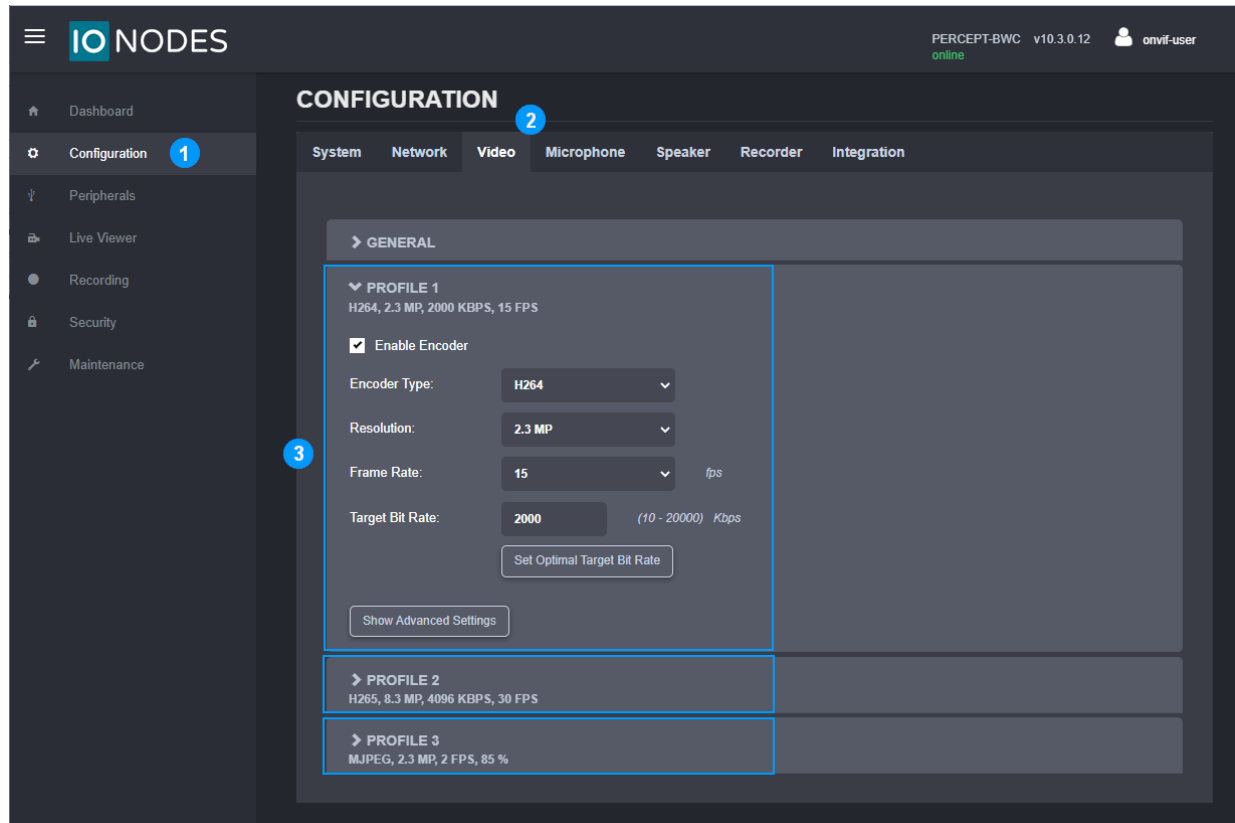 IO NODES
PERCEPT-BWC v10.3.0.12 onvif-user
online
CONFIGURATION
2
Dashboard
Configuration 1
Peripherals
Live Viewer
Recording
Security
Maintenance
System Network Video Microphone Speaker Recorder Integration
GENERAL
PROFILE 1
H264, 2.3 MP, 2000 KBPS, 15 FPS
Enable Encoder
Encoder Type: H264
Resolution: 2.3 MP
3
Frame Rate: 15 fps
Target Bit Rate: 2000 (10 - 20000) Kbps
Set Optimal Target Bit Rate
Show Advanced Settings
PROFILE 2
H265, 8.3 MP, 4096 KBPS, 30 FPS
PROFILE 3
MJPEG, 2.3 MP, 2 FPS, 85 %